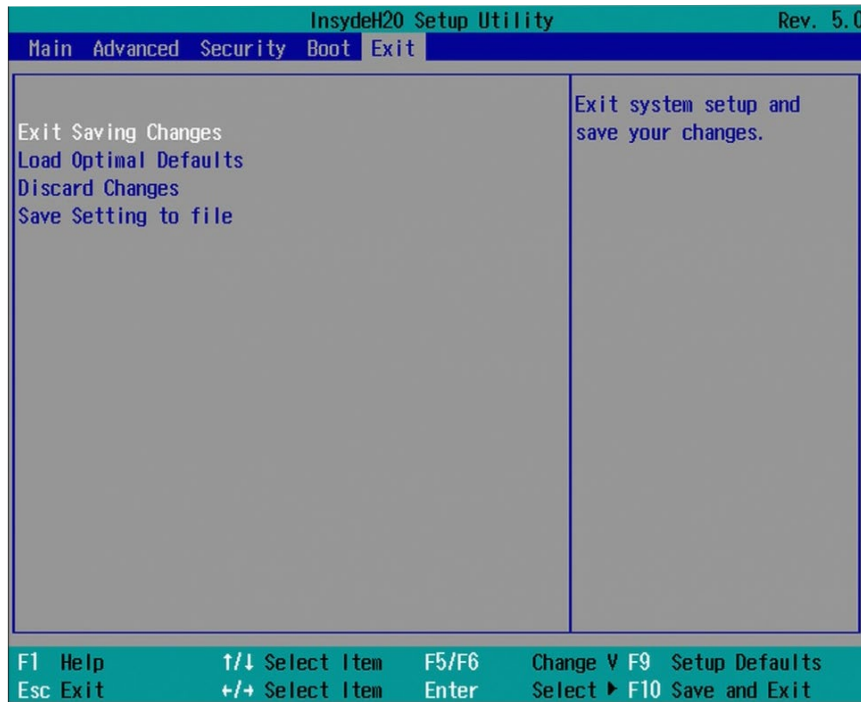 InsydeH20 Setup Utility Rev. 5.0
Main Advanced Security Boot Exit
Exit Saving Changes
Load Optimal Defaults
Discard Changes
Save Setting to file
Exit system setup and
save your changes.
F1 Help ↑/↓ Select Item F5/F6 Change V F9 Setup Defaults
Esc Exit ←/→ Select Item Enter Select ▶ F10 Save and Exit